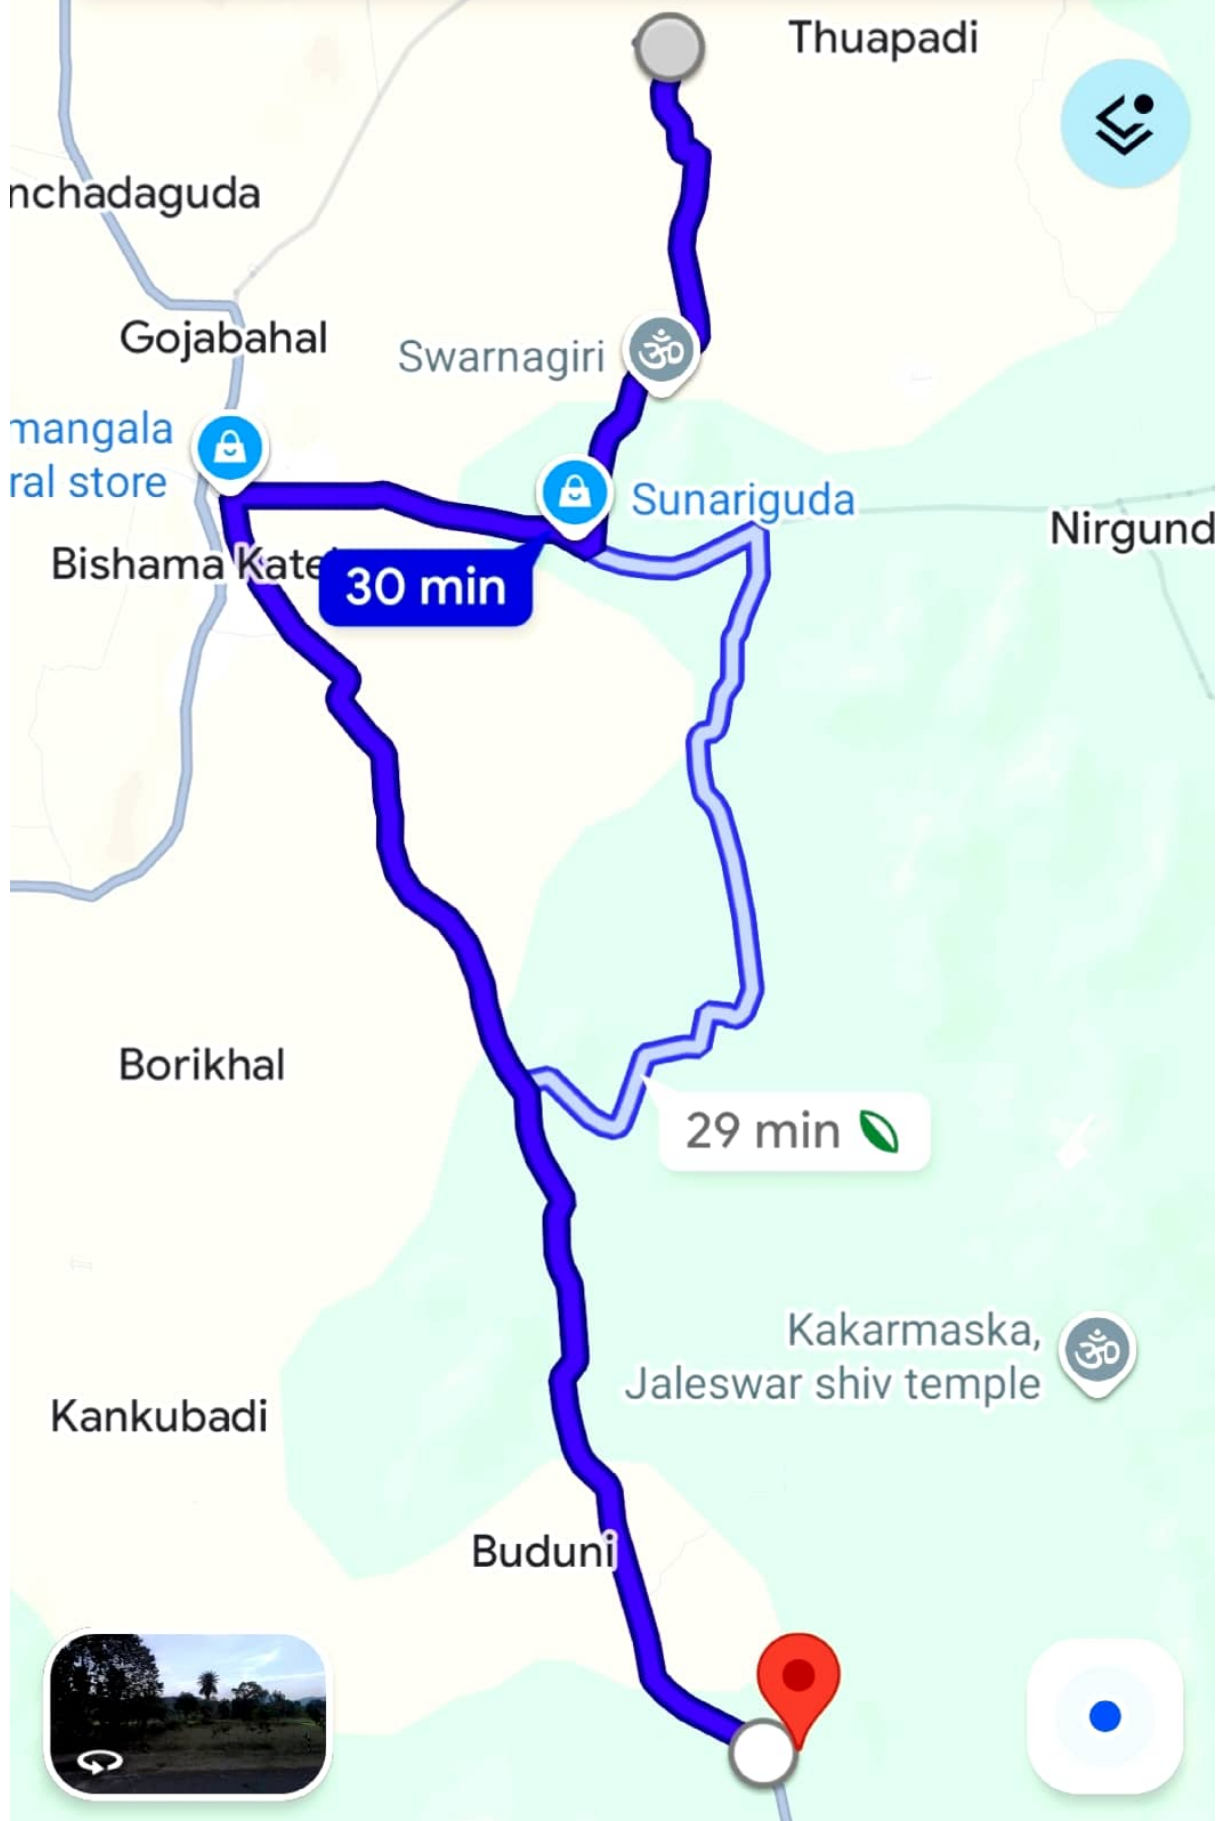 Thuapadi
nchadaguda
Gojabahal
Swarnagiri
mangala
ral store
Sunariguda
Nirgund
Bishama Kate
30 min
Borikhal
29 min
Kakarmaska,
Jaleswar shiv temple
Kankubadi
Buduni